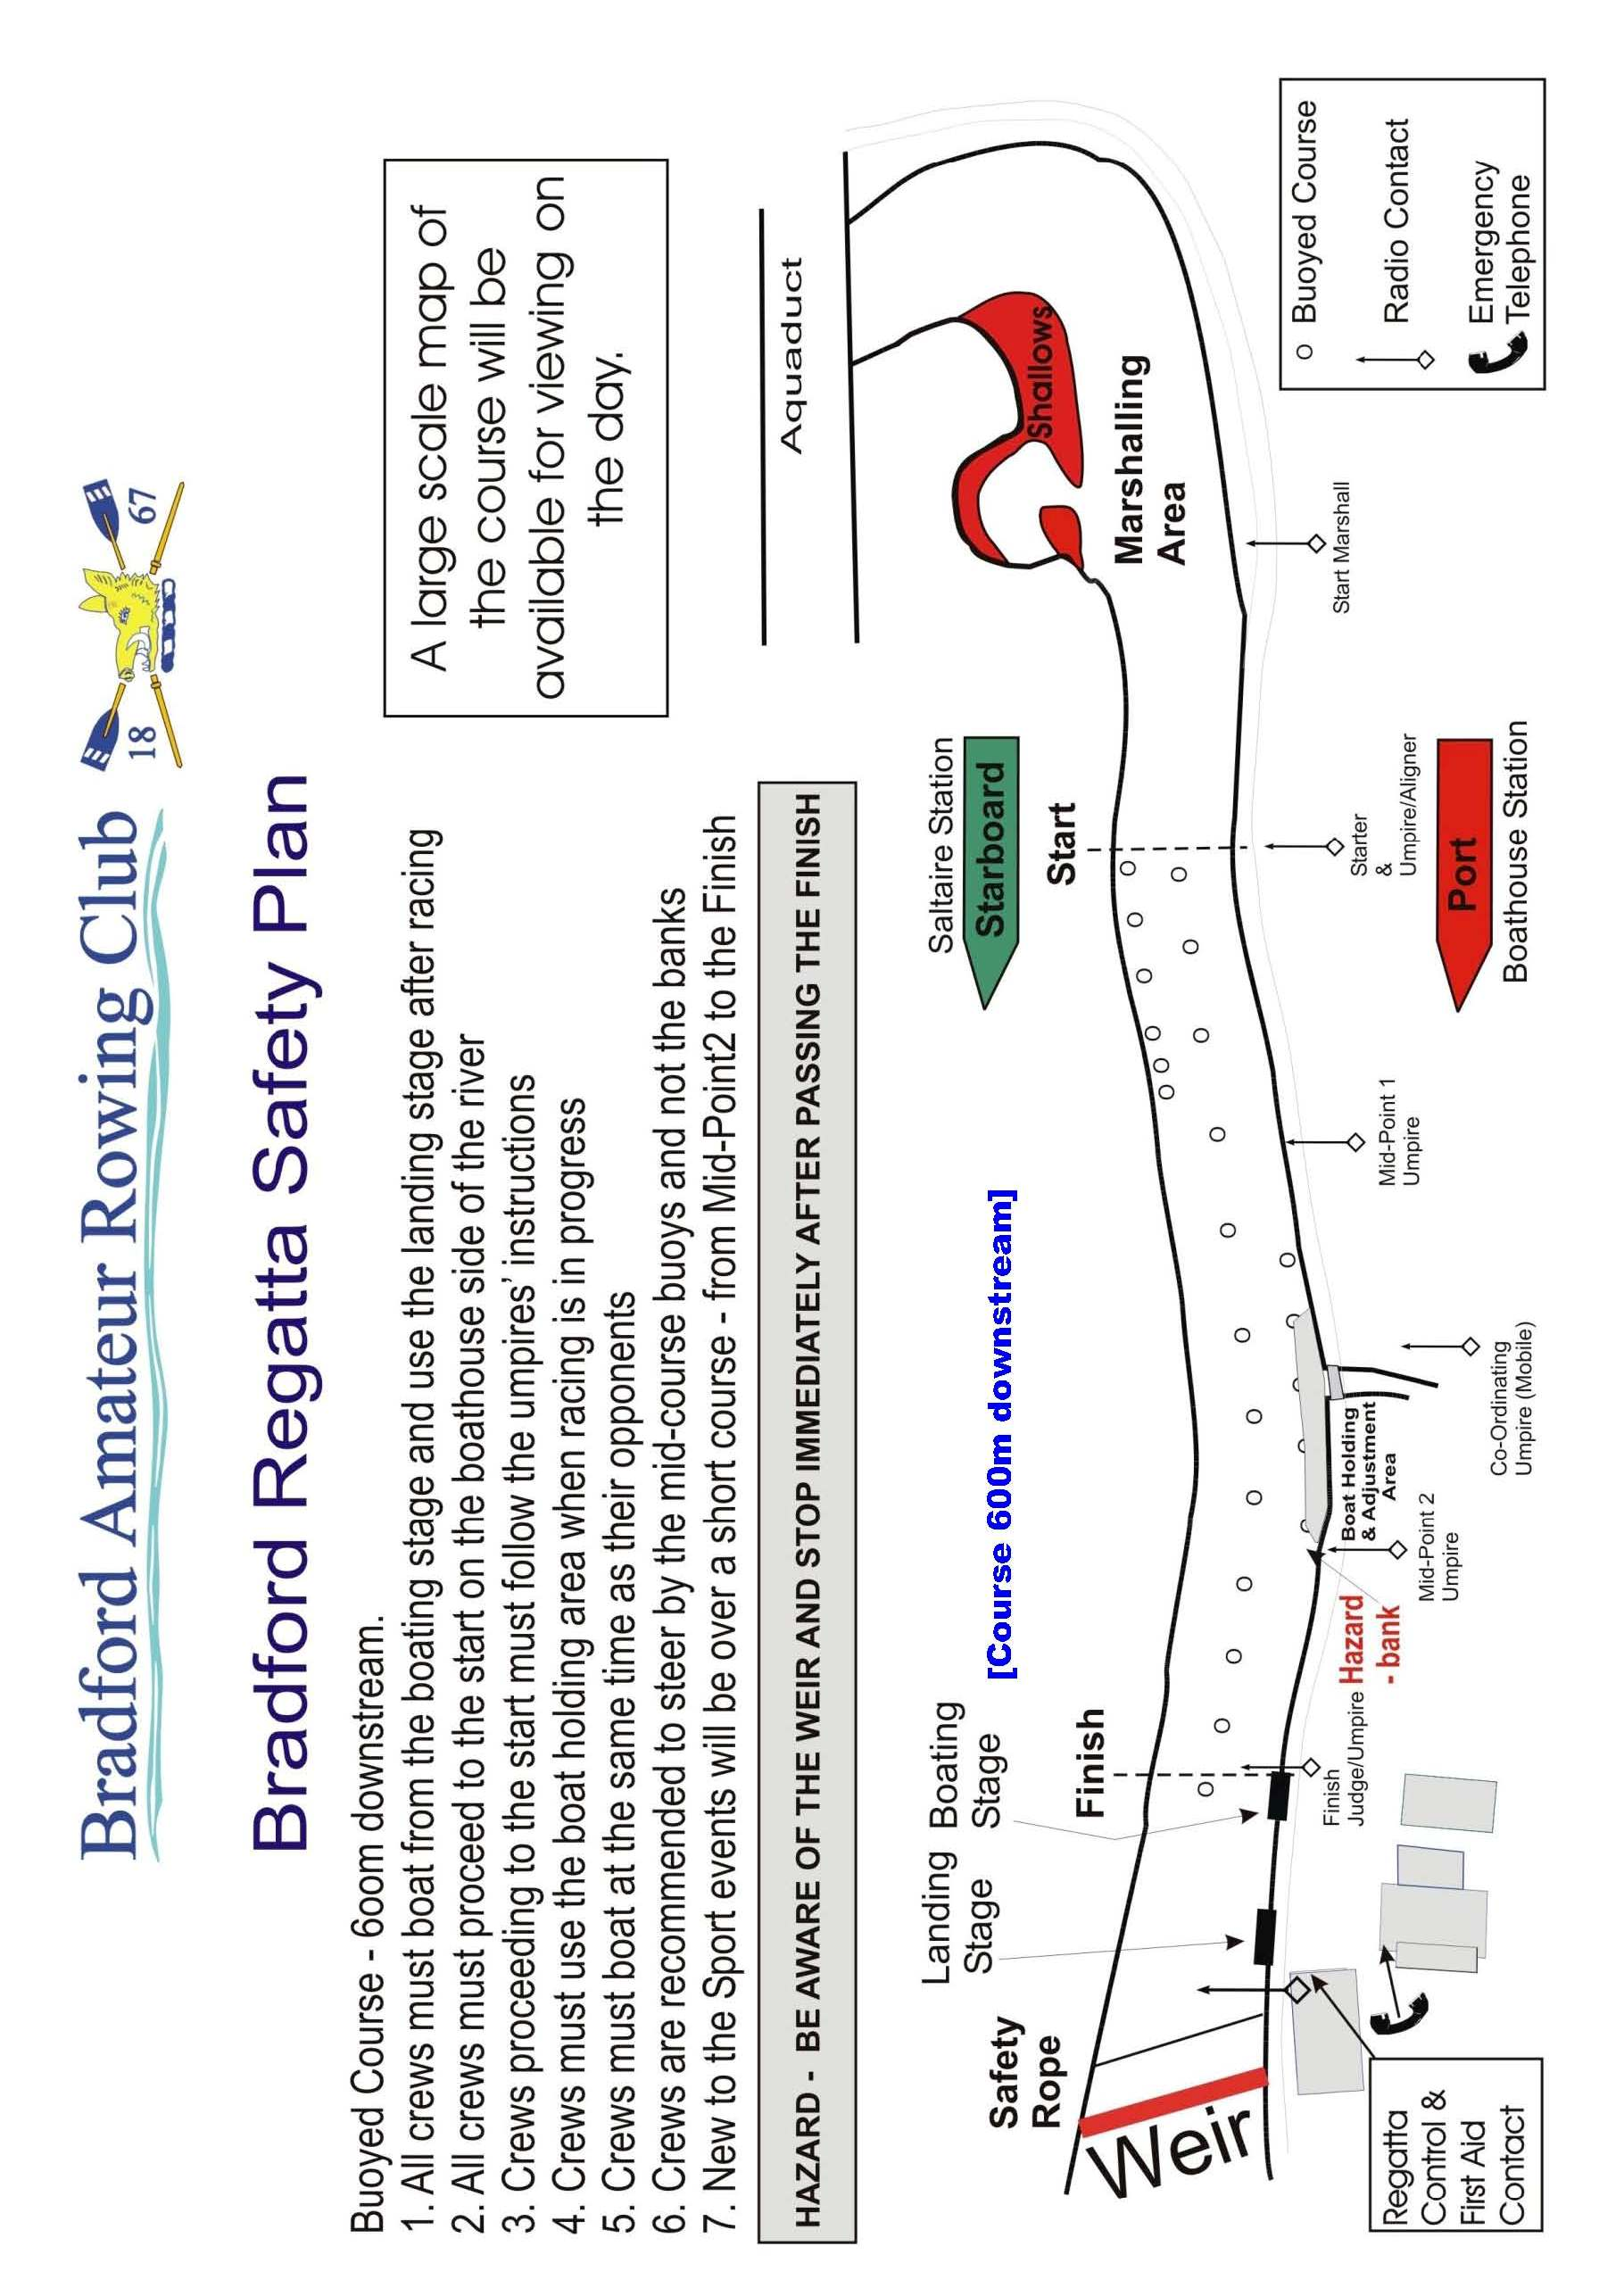 Bradford Amateur Rowing Club
18 67
Bradford Regatta Safety Plan
Buoyed Course - 6oom downstream.
1. All crews must boat from the boating stage and use the landing stage after racing
2. All crews must proceed to the start on the boathouse side of the river
3. Crews proceeding to the start must follow the umpires' instructions
4. Crews must use the boat holding area when racing is in progress
5. Crews must boat at the same time as their opponents
6. Crews are recommended to steer by the mid-course buoys and not the banks
7. New to the Sport events will be over a short course - from Mid-Point2 to the Finish
A large scale map of
the course will be
available for viewing on
the day.
HAZARD - BE AWARE OF THE WEIR AND STOP IMMEDIATELY AFTER PASSING THE FINISH
Aquaduct
Saltaire Station
Starboard
Landing
Stage
Boating
Stage
[Course 600m downstream]
Safety
Rope
Finish
Start
Shallows
Marshalling
Area
Weir
Hazard
- bank
Boat Holding
& Adjustment
Area
Finish
Judge/Umpire
Mid-Point 2
Umpire
Co-Ordinating
Umpire (Mobile)
Mid-Point 1
Umpire
Starter
&
Umpire/Aligner
Start Marshall
Port
Boathouse Station
Regatta
Control &
First Aid
Contact
Buoyed Course
Radio Contact
Emergency
Telephone